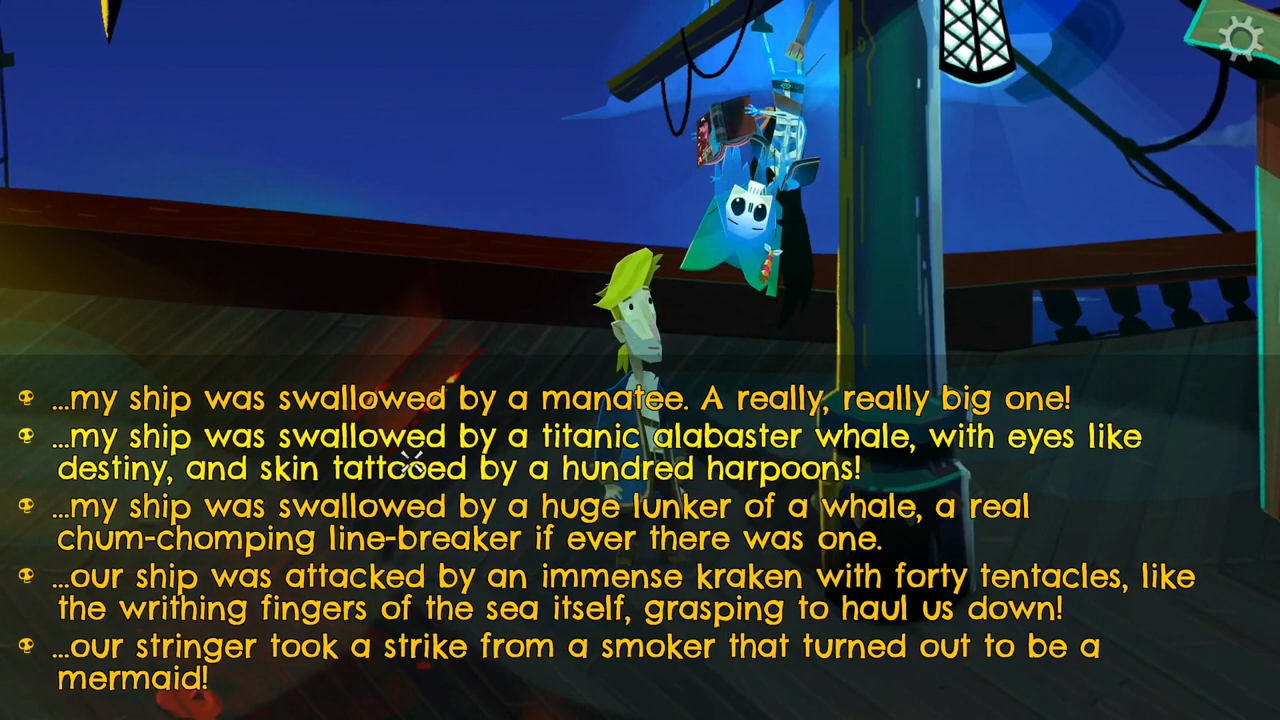 ...my ship was swallowed by a manatee. A really, really big one!
...my ship was swallowed by a titanic alabaster whale, with eyes like
destiny, and skin tattooed by a hundred harpoons!
...my ship was swallowed by a huge lunker of a whale, a real
chum-chomping line-breaker if ever there was one.
...our ship was attacked by an immense kraken with forty tentacles, like
the writhing fingers of the sea itself, grasping to haul us down!
...our stringer took a strike from a smoker that turned out to be a
mermaid!